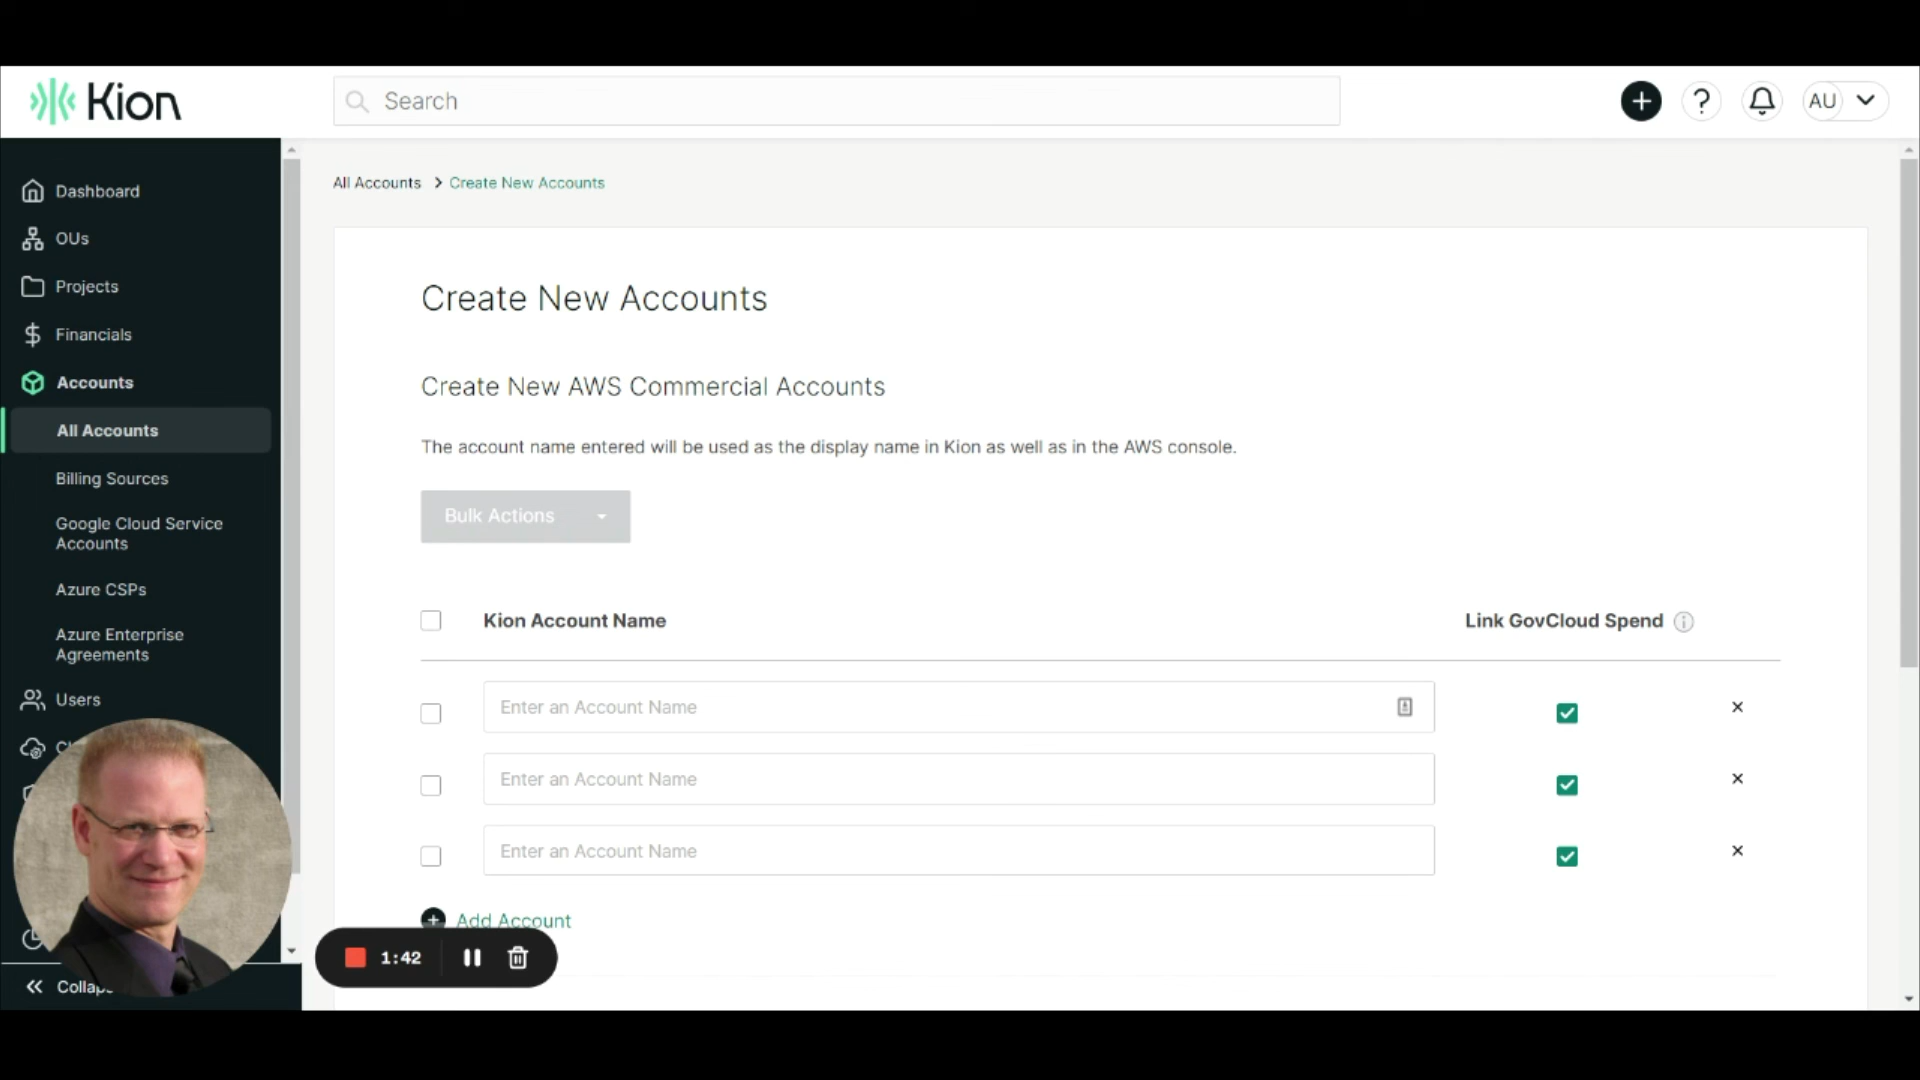 Kion
Search
AU
Dashboard
OUs
Projects
Financials
Accounts
All Accounts
Billing Sources
Google Cloud Service
Accounts
Azure CSPs
Azure Enterprise
Agreements
Users
All Accounts > Create New Accounts
Create New Accounts
Create New AWS Commercial Accounts
The account name entered will be used as the display name in Kion as well as in the AWS console.
Bulk Actions
Kion Account Name
Link GovCloud Spend
Enter an Account Name
Enter an Account Name
Enter an Account Name
Add Account
1:42